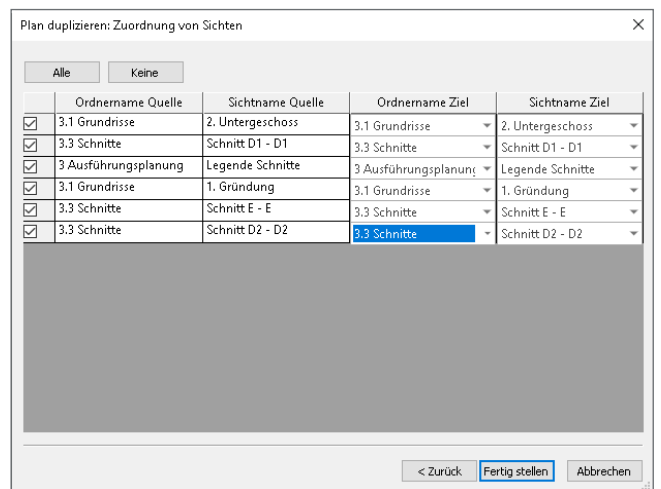 Plan duplizieren: Zuordnung von Sichten
Alle Keine
Ordnername Quelle Sichtname Quelle Ordnername Ziel Sichtname Ziel
3.1 Grundrisse 2. Untergeschoss 3.1 Grundrisse 2. Untergeschoss
3.3 Schnitte Schnitt D1 - D1 3.3 Schnitte Schnitt D1 - D1
3 Ausführungsplanung Legende Schnitte 3 Ausführungsplanung Legende Schnitte
3.1 Grundrisse 1. Gründung 3.1 Grundrisse 1. Gründung
3.3 Schnitte Schnitt E - E 3.3 Schnitte Schnitt E - E
3.3 Schnitte Schnitt D2 - D2 3.3 Schnitte Schnitt D2 - D2
< Zurück Fertig stellen Abbrechen